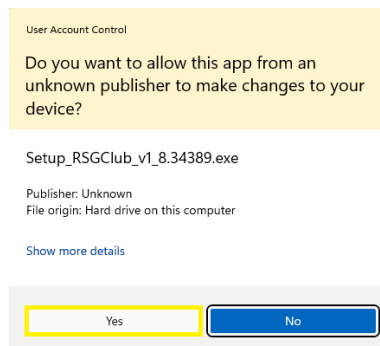 User Account Control
Do you want to allow this app from an
unknown publisher to make changes to your
device?
Setup_RSGClub_v1_8.34389.exe
Publisher: Unknown
File origin: Hard drive on this computer
Show more details
Yes No